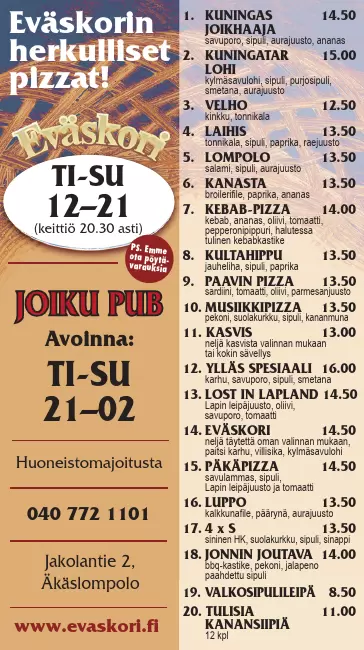 Eväskorin
herkulliset
pizzat!
Eväskori
TI-SU
12–21
(keittiö 20.30 asti)
PS. Emme
ota pöytä-
varauksia
JOIKU PUB
Avoinna:
TI-SU
21–02
Huoneistomajoitusta
040 772 1101
Jakolantie 2,
Äkäslompolo
www.evaskori.fi
1. KUNINGAS 14.50
JOIKHAAJA
savuporo, sipuli, aurajuusto, ananas
2. KUNINGATAR 15.00
LOHI
kylmäsavulohi, sipuli, purjosipuli,
smetana, aurajuusto
3. VELHO 12.50
kinkku, tonnikala
4. LAIHIS 13.50
tonnikala, sipuli, paprika, raejuusto
5. LOMPOLO 13.50
salami, sipuli, aurajuusto
6. KANASTA 13.50
broilerifile, paprika, ananas
7. KEBAB-PIZZA 14.00
kebab, ananas, oliivi, tomaatti,
pepperonipippuri, halutessa
tulinen kebabkastike
8. KULTAHIPPU 13.50
jauheliha, sipuli, paprika
9. PAAVIN PIZZA 13.50
sardiini, tomaatti, oliivi, parmesanjuusto
10. MUSIIKKIPIZZA 13.50
pekoni, suolakurkku, sipuli, kananmuna
11. KASVIS 13.00
neljä kasvista valinnan mukaan
tai kokin sävellys
12. YLLÄS SPESIAALI 16.00
karhu, savuporo, sipuli, smetana
13. LOST IN LAPLAND 14.50
Lapin leipäjuusto, oliivi,
savuporo, tomaatti
14. EVÄSKORI 14.50
neljä täytettä oman valinnan mukaan,
paitsi karhu, villisika, kylmäsavulohi
15. PÄKÄPIZZA 14.50
savulammas, sipuli,
Lapin leipäjuusto ja tomaatti
16. LUPPO 13.50
kalkkunafile, päärynä, aurajuusto
17. 4 x S 13.50
sininen HK, suolakurkku, sipuli, sinappi
18. JONNIN JOUTAVA 14.00
bbq-kastike, pekoni, jalapeno
paahdettu sipuli
19. VALKOSIPULILEIPÄ 8.50
20. TULISIA 11.00
KANANSIIPIÄ
12 kpl